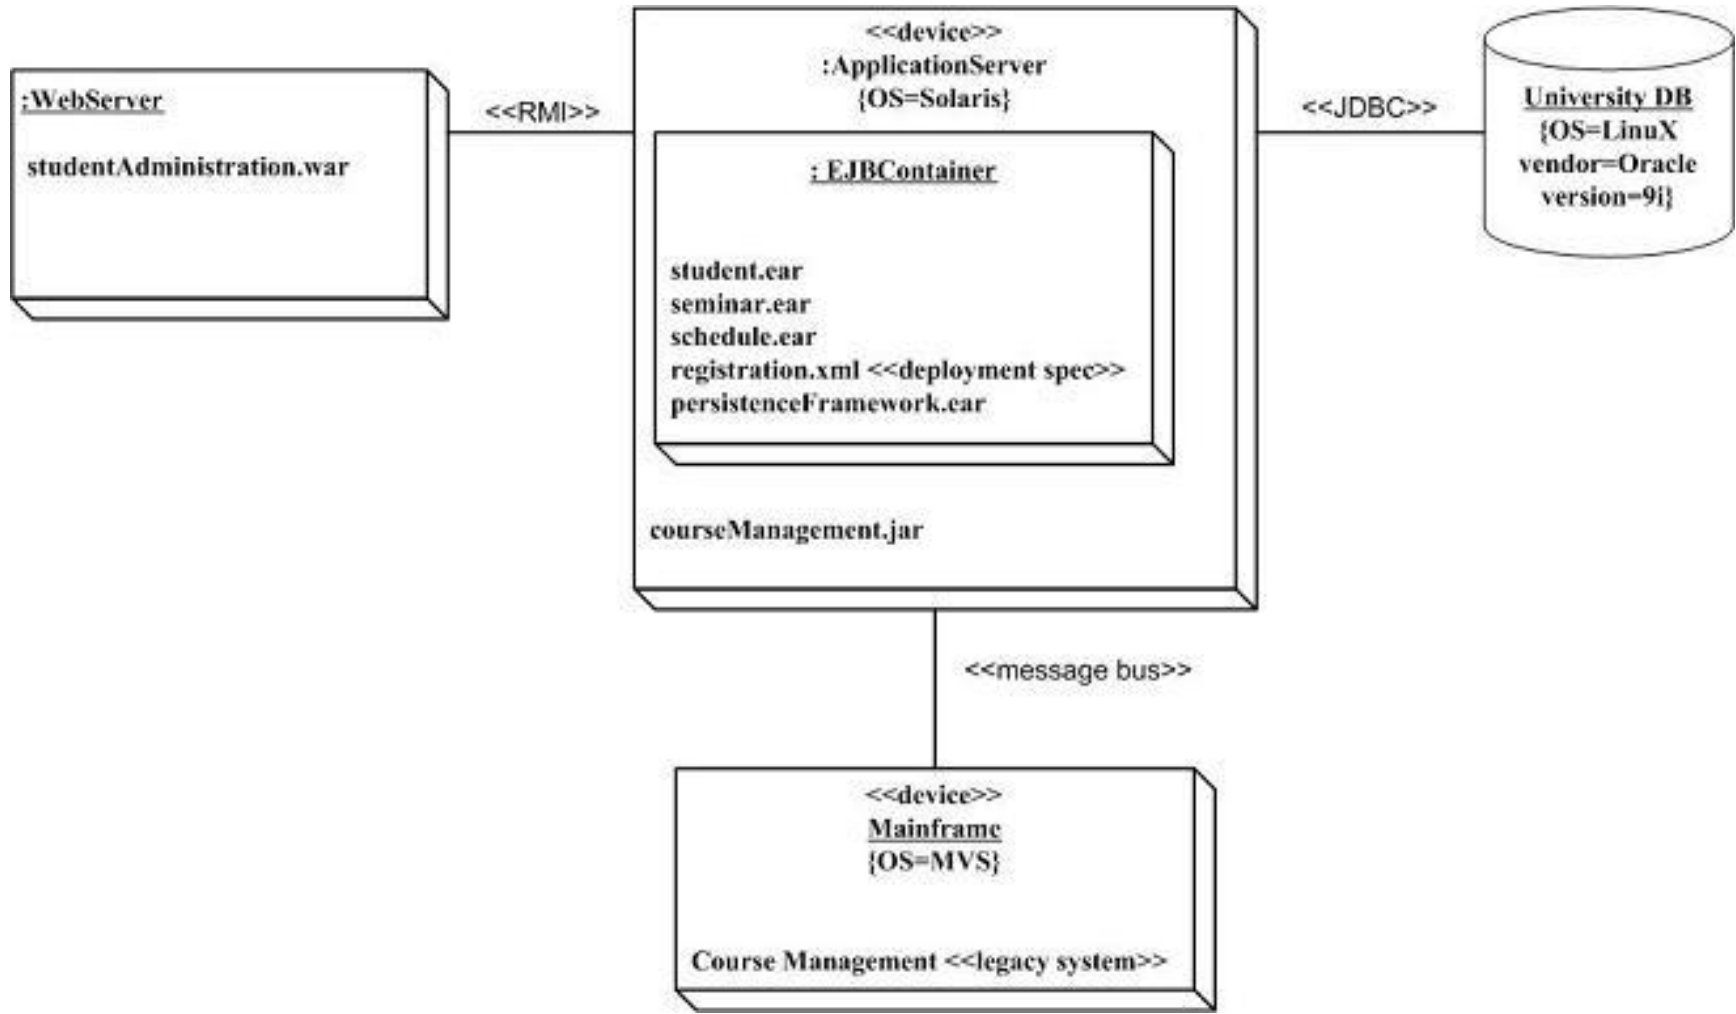 <<device>>
:ApplicationServer
{OS=Solaris}
:WebServer
studentAdministration.war
<<RMI>>
: EJBContainer
student.ear
seminar.ear
schedule.ear
registration.xml <<deployment spec>>
persistenceFramework.ear
courseManagement.jar
<<JDBC>>
University DB
{OS=LinuX
vendor=Oracle
version=9i}
<<message bus>>
<<device>>
Mainframe
{OS=MVS}
Course Management <<legacy system>>